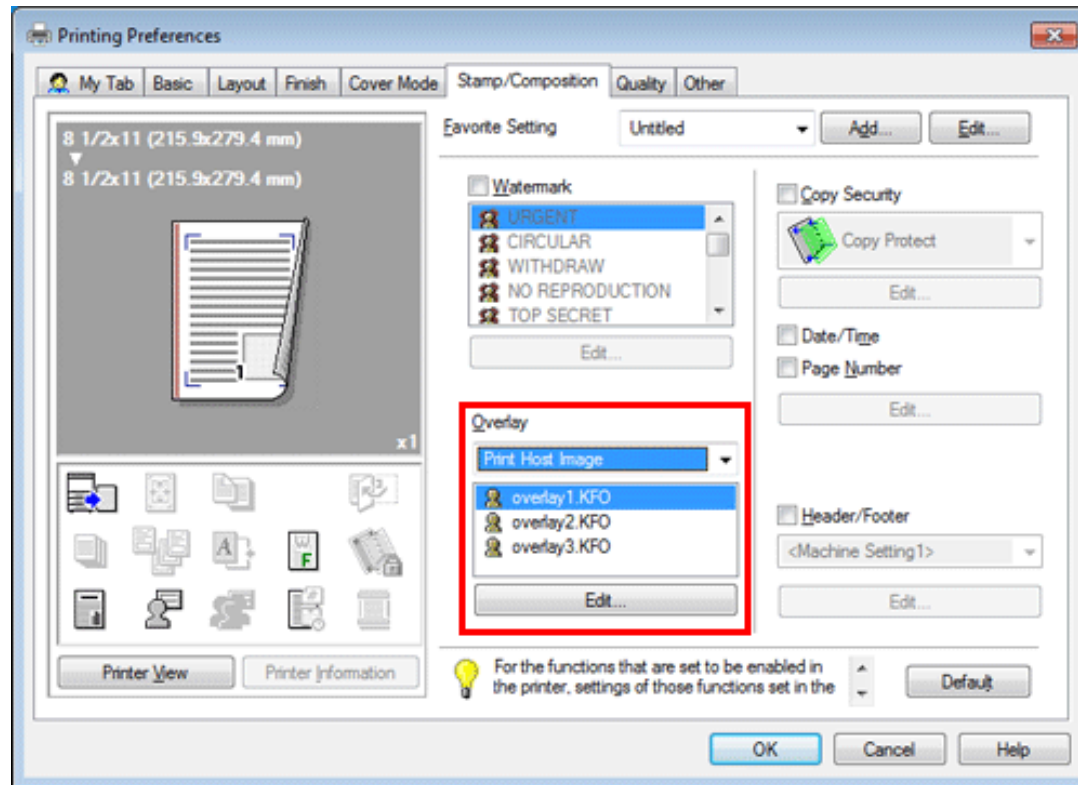 Printing Preferences
My Tab Basic Layout Finish Cover Mode Stamp/Composition Quality Other
8 1/2x11 (215.9x279.4 mm)
8 1/2x11 (215.9x279.4 mm)
x1
Printer View Printer Information
Favorite Setting Untitled Add... Edit...
Watermark
URGENT
CIRCULAR
WITHDRAW
NO REPRODUCTION
TOP SECRET
Edit...
Overlay
Print Host Image
overlay1.KFO
overlay2.KFO
overlay3.KFO
Edit...
Copy Security
Copy Protect
Edit...
Date/Time
Page Number
Edit...
Header/Footer
<Machine Setting1>
Edit...
For the functions that are set to be enabled in
the printer, settings of those functions set in the
Default
OK Cancel Help